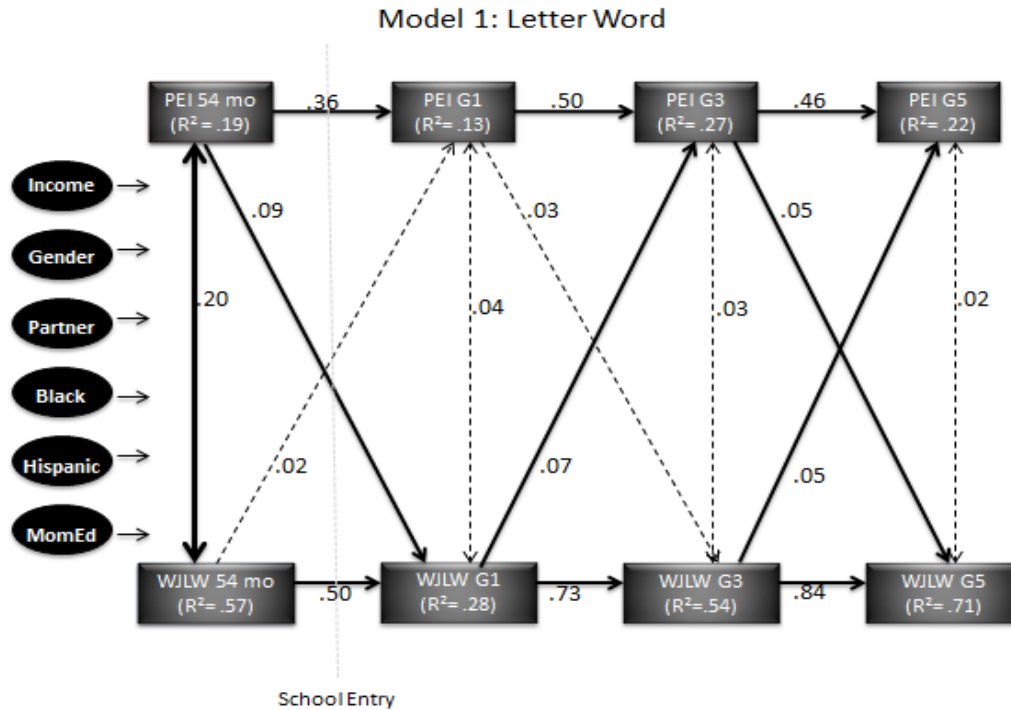 Model 1: Letter Word
PEI 54 mo
(R² = .19)
.36
PEI G1
(R² = .13)
.50
PEI G3
(R² = .27)
.46
PEI G5
(R² = .22)
Income
Gender
Partner
Black
Hispanic
MomEd
.09
.03
.05
.20
.04
.03
.02
.02
.07
.05
WJLW 54 mo
(R²= .57)
.50
WJLW G1
(R²= .28)
.73
WJLW G3
(R²=.54)
.84
WJLW G5
(R²= .71)
School Entry